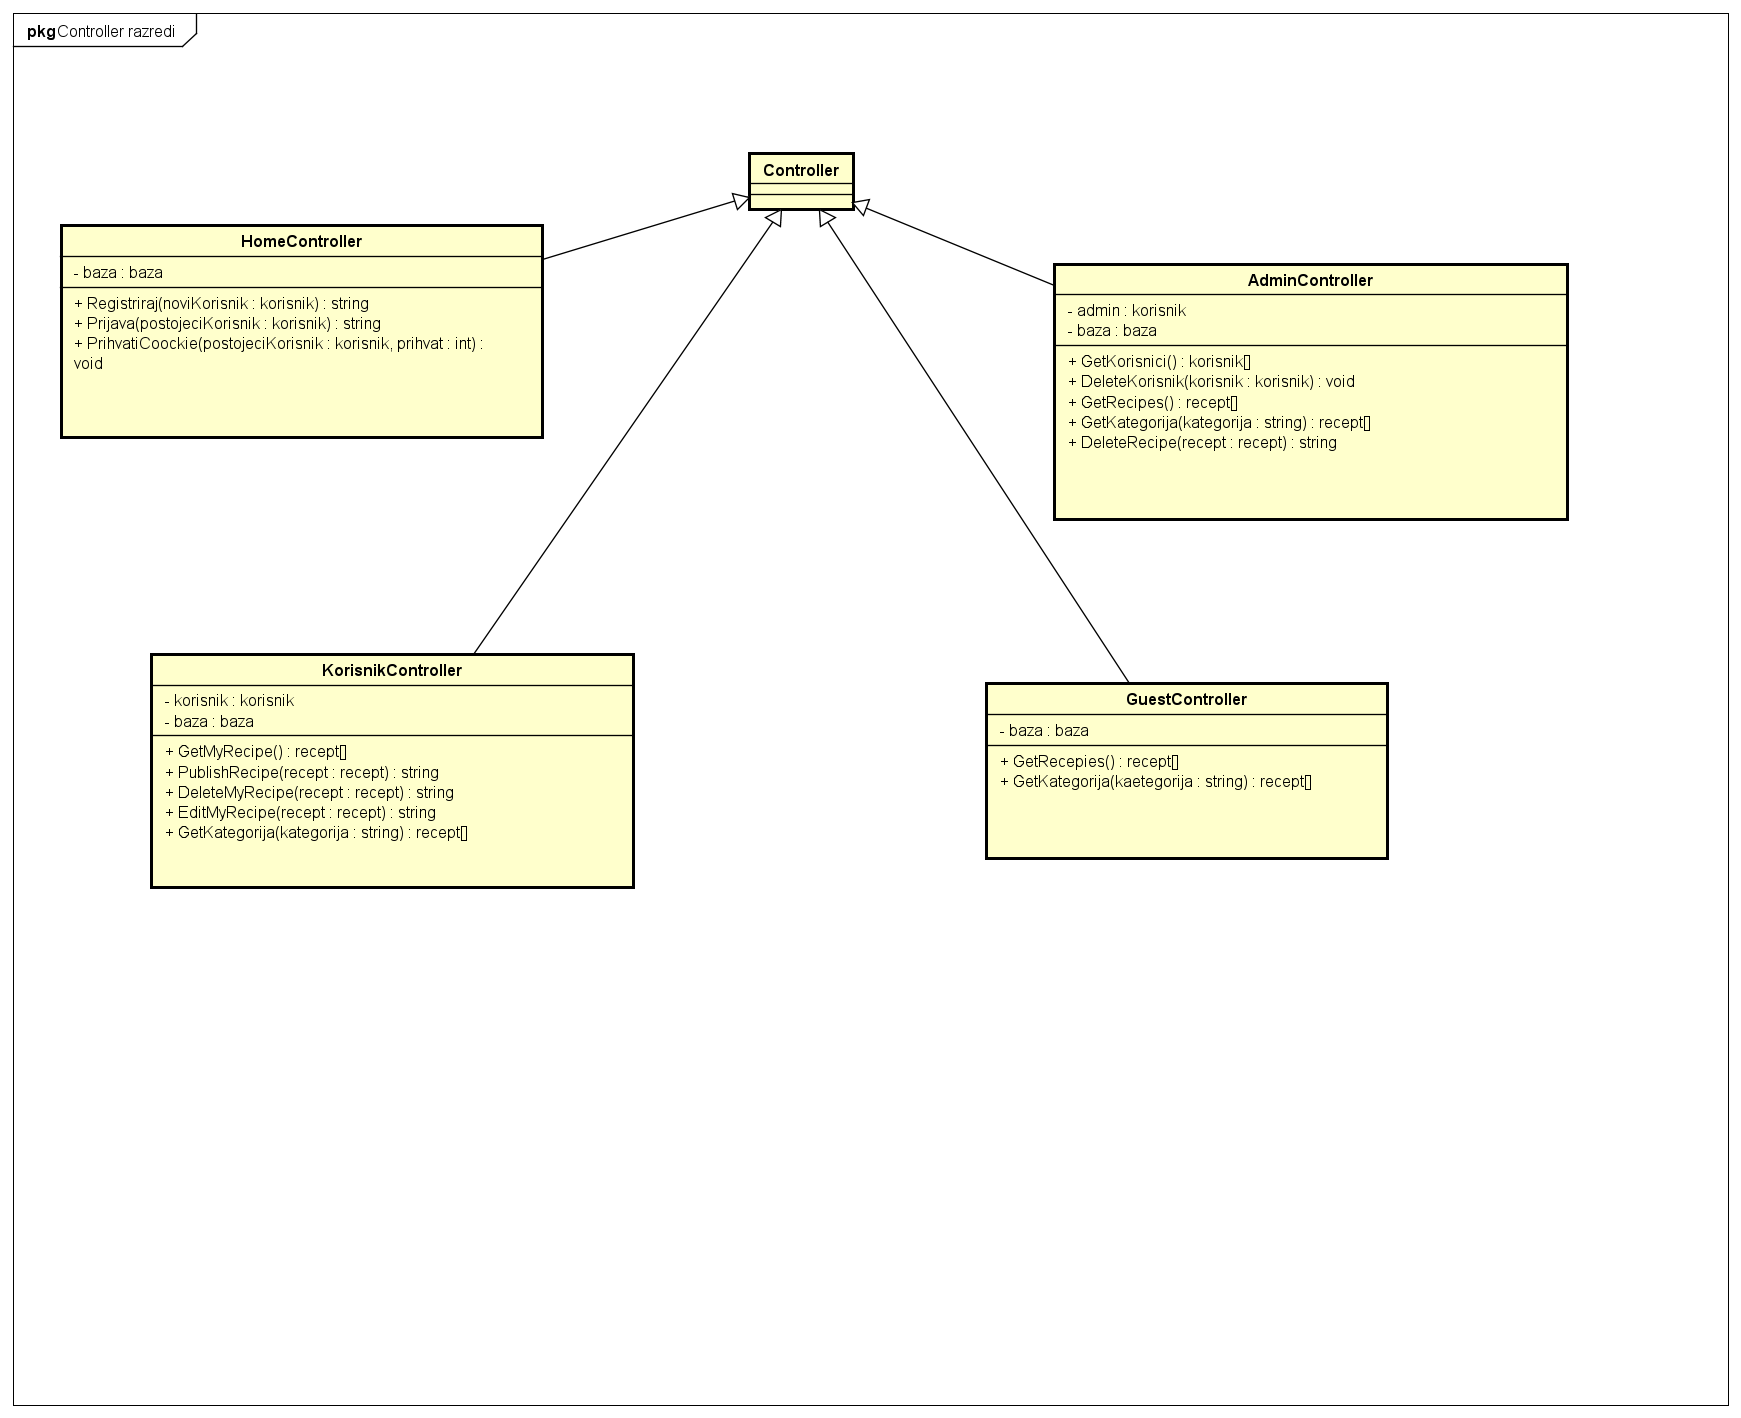 pkg Controller razredi
Controller
HomeController
- baza : baza
+ Registriraj(noviKorisnik : korisnik) : string
+ Prijava(postojeciKorisnik : korisnik) : string
+ PrihvatiCoockie(postojeciKorisnik : korisnik, prihvat : int) :
void
AdminController
- admin : korisnik
- baza : baza
+ GetKorisnici() : korisnik[]
+ DeleteKorisnik(korisnik : korisnik) : void
+ GetRecipes() : recept[]
+ GetKategorija(kategorija : string) : recept[]
+ DeleteRecipe(recept : recept) : string
KorisnikController
- korisnik : korisnik
- baza : baza
+ GetMyRecipe() : recept[]
+ PublishRecipe(recept : recept) : string
+ DeleteMyRecipe(recept : recept) : string
+ EditMyRecipe(recept : recept) : string
+ GetKategorija(kategorija : string) : recept[]
GuestController
- baza : baza
+ GetRecepies() : recept[]
+ GetKategorija(kaetegorija : string) : recept[]